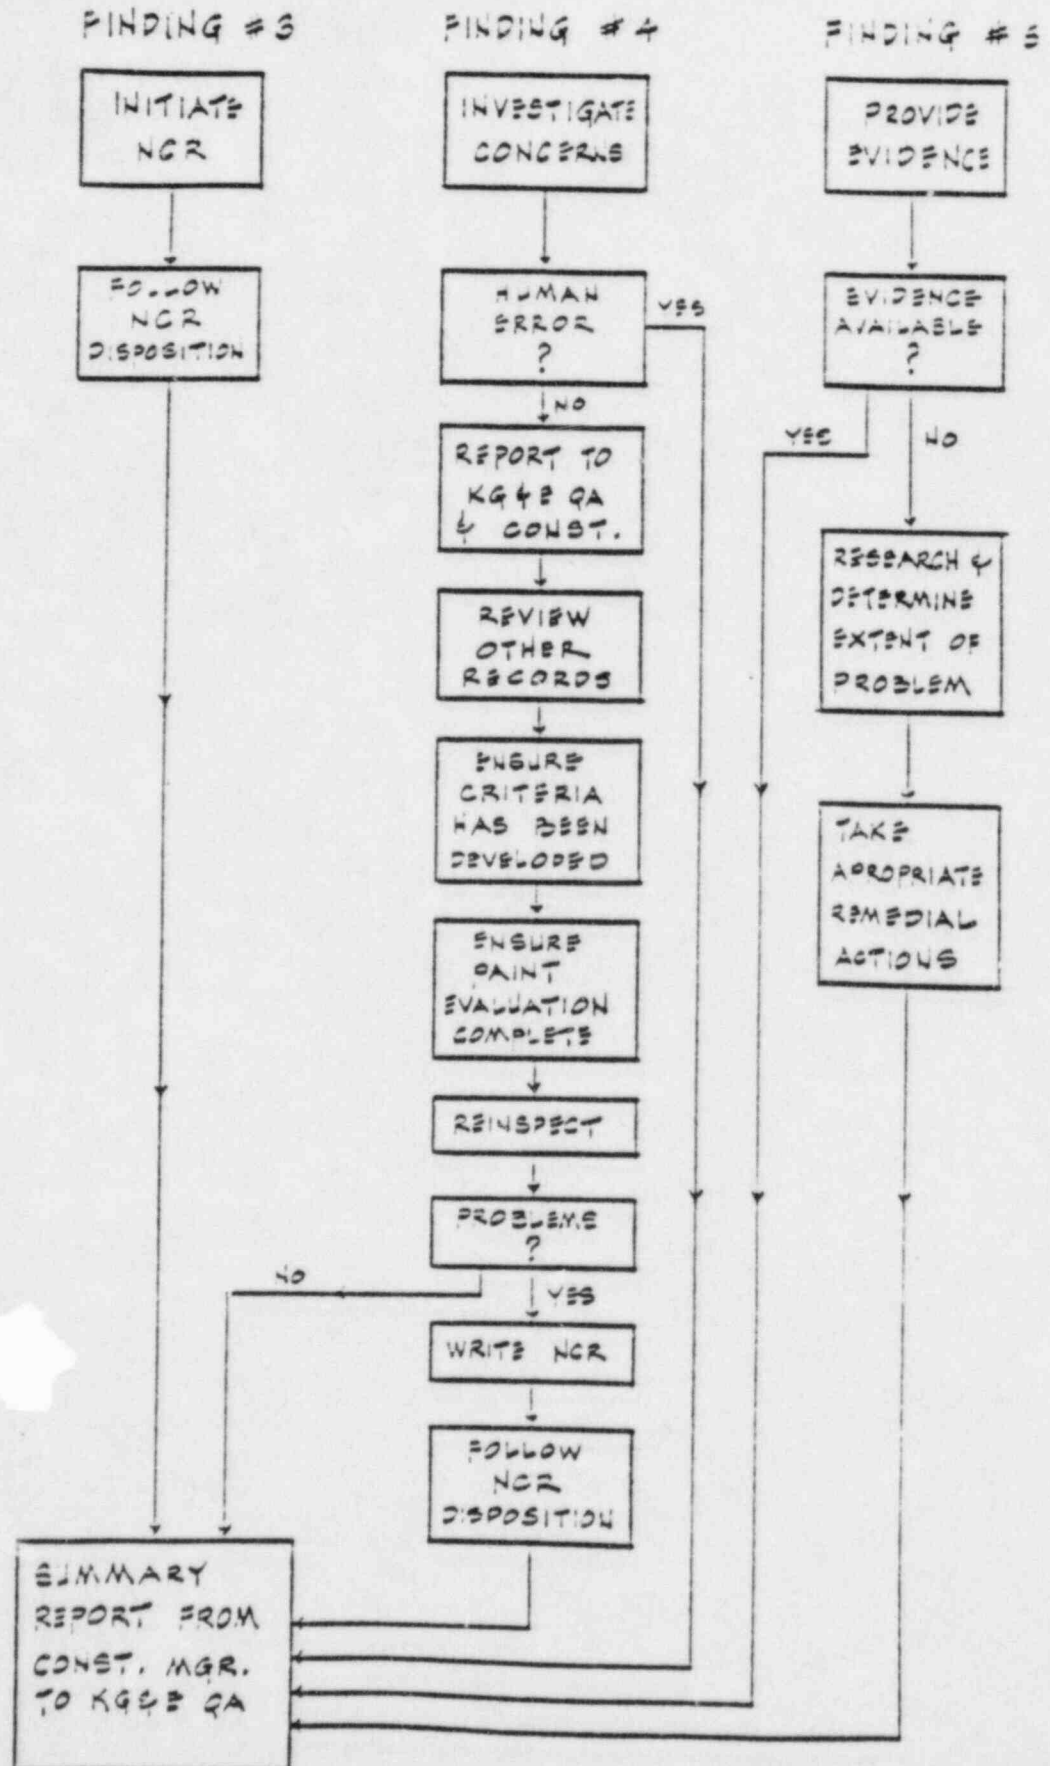 FINDING #3
INITIATE
NCR
FOLLOW
NCR
DISPOSITION
FINDING #4
INVESTIGATE
CONCERNS
HUMAN
ERROR
?
YES
NO
REPORT TO
KG&E QA
& CONST.
REVIEW
OTHER
RECORDS
ENSURE
CRITERIA
HAS BEEN
DEVELOPED
ENSURE
PAINT
EVALUATION
COMPLETE
REINSPECT
PROBLEMS
?
NO
YES
WRITE NCR
FOLLOW
NCR
DISPOSITION
FINDING #5
PROVIDE
EVIDENCE
EVIDENCE
AVAILABLE
?
YES
NO
RESEARCH &
DETERMINE
EXTENT OF
PROBLEM
TAKE
APROPRIATE
REMEDIAL
ACTIONS
SUMMARY
REPORT FROM
CONST. MGR.
TO KG&E QA